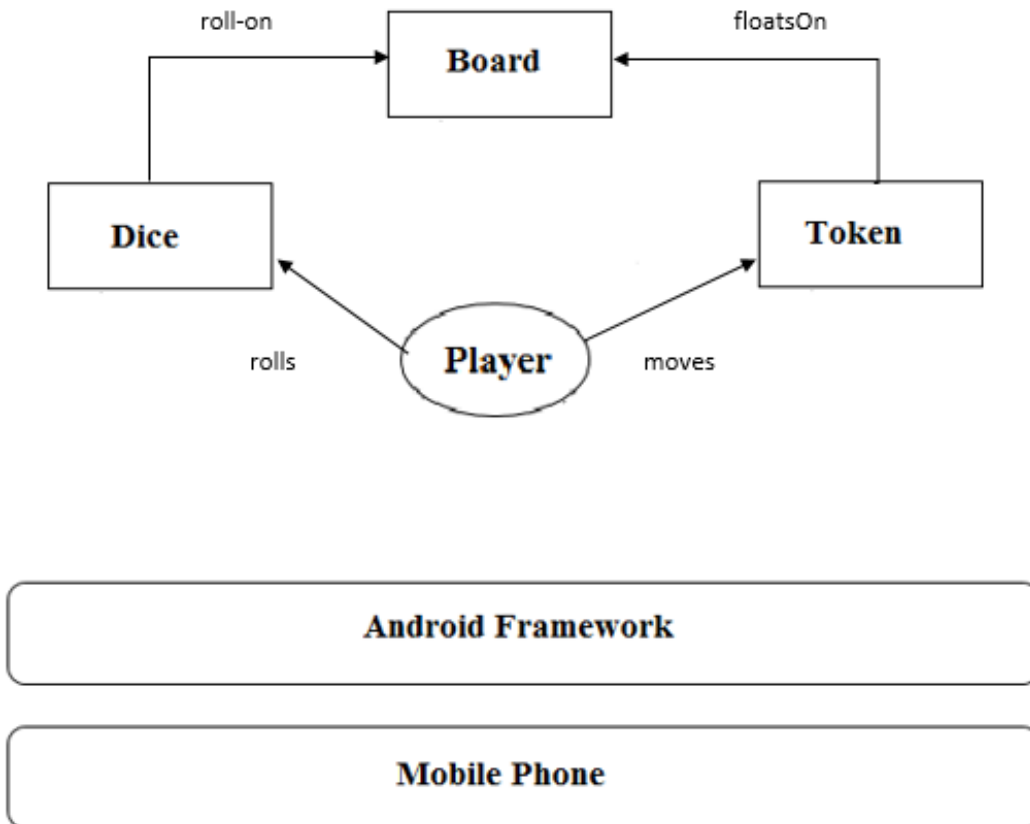 roll-on
floatsOn
Board
Dice
Token
Player
rolls
moves
Android Framework
Mobile Phone